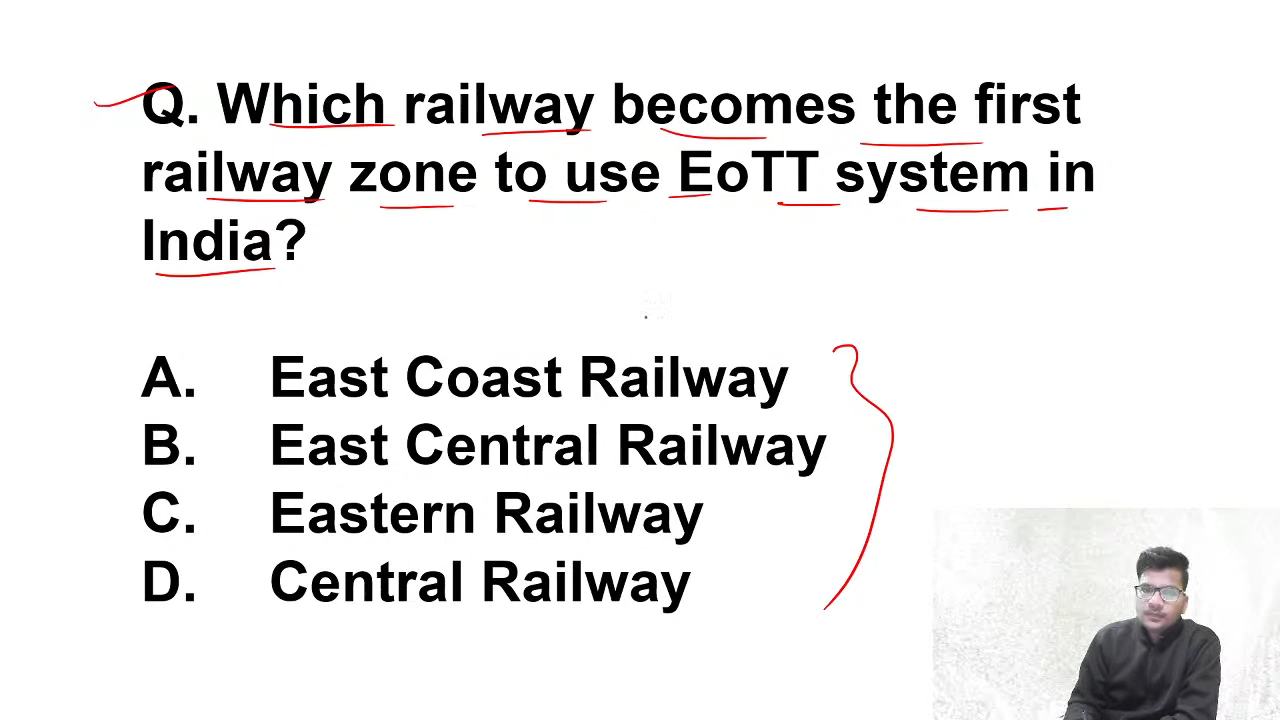 Q. Which railway becomes the first
railway zone to use EoTT system in
India?
A. East Coast Railway
B. East Central Railway
C. Eastern Railway
D. Central Railway